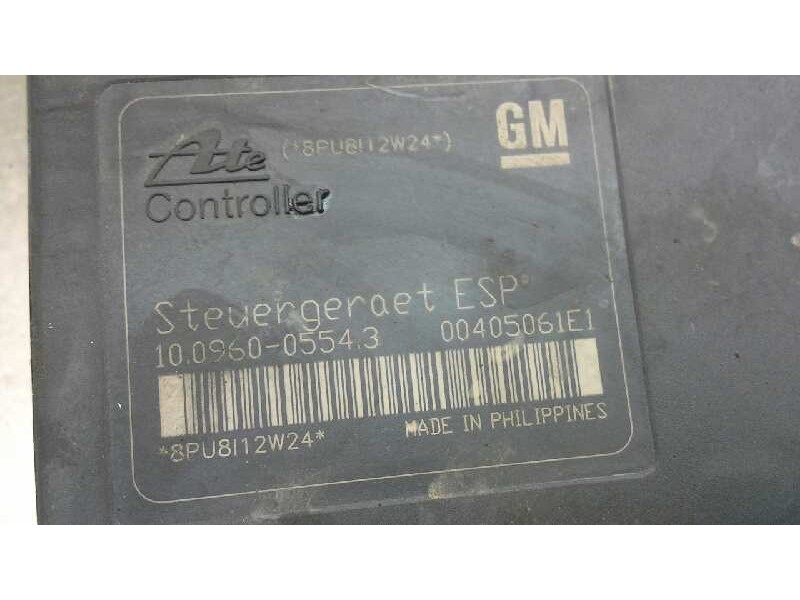 Ate (*8PU8I12W24*) GM
Controller
Steuergeraet ESP
10.0960-0554.3 00405061E1
*8PU8I12W24* MADE IN PHILIPPINES